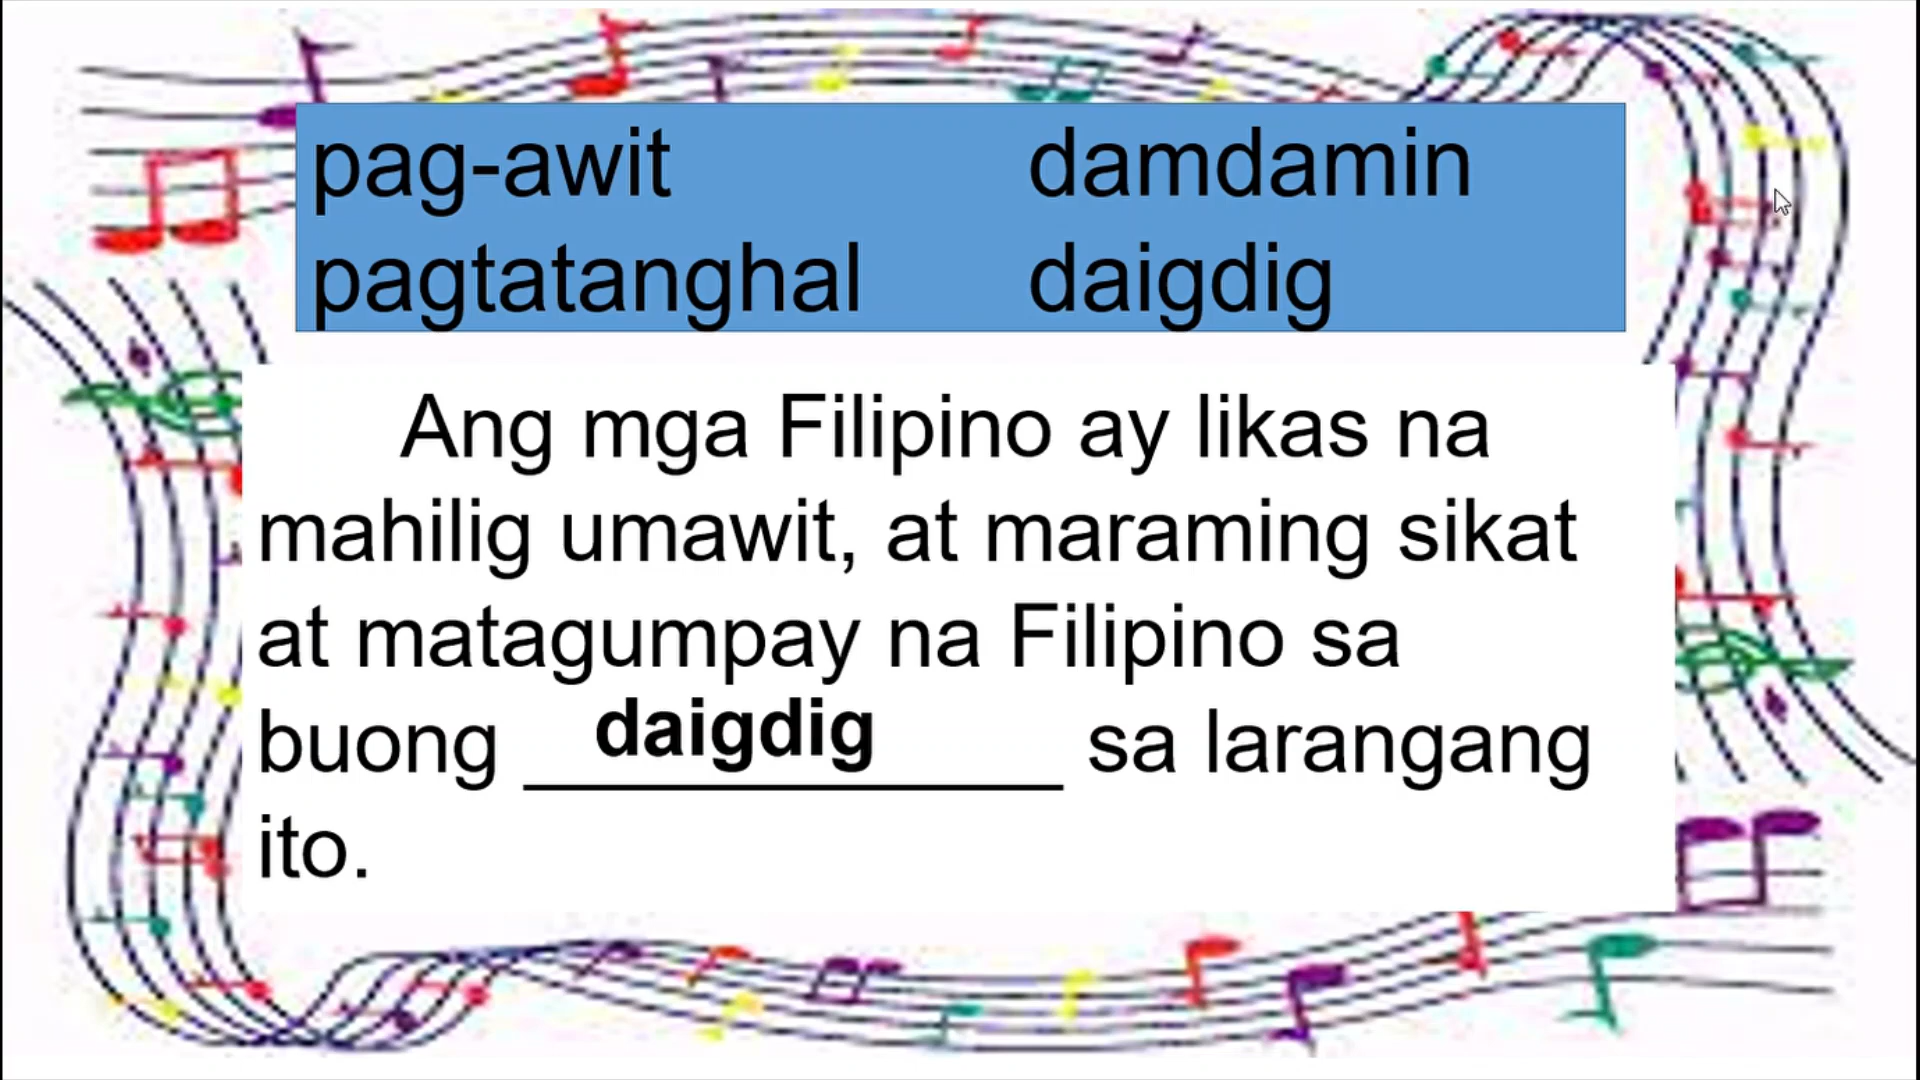 pag-awit damdamin
pagtatanghal daigdig
Ang mga Filipino ay likas na
mahilig umawit, at maraming sikat
at matagumpay na Filipino sa
buong daigdig sa larangang
ito.